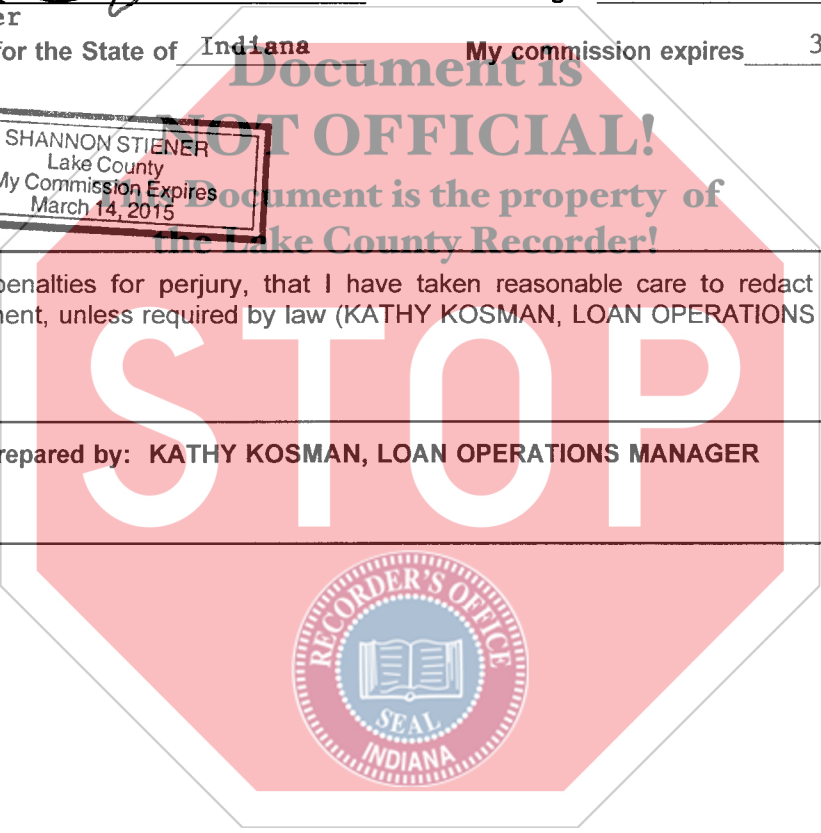 er
for the State of Indiana My commission expires 3
Document is
NOT OFFICIAL!
This Document is the property of
the Lake County Recorder!
SHANNON STIENER
Lake County
My Commission Expires
March 14, 2015
penalties for perjury, that I have taken reasonable care to redact
ment, unless required by law (KATHY KOSMAN, LOAN OPERATIONS
STOP
repared by: KATHY KOSMAN, LOAN OPERATIONS MANAGER
RECORDER'S OFFICE
SEAL
INDIANA